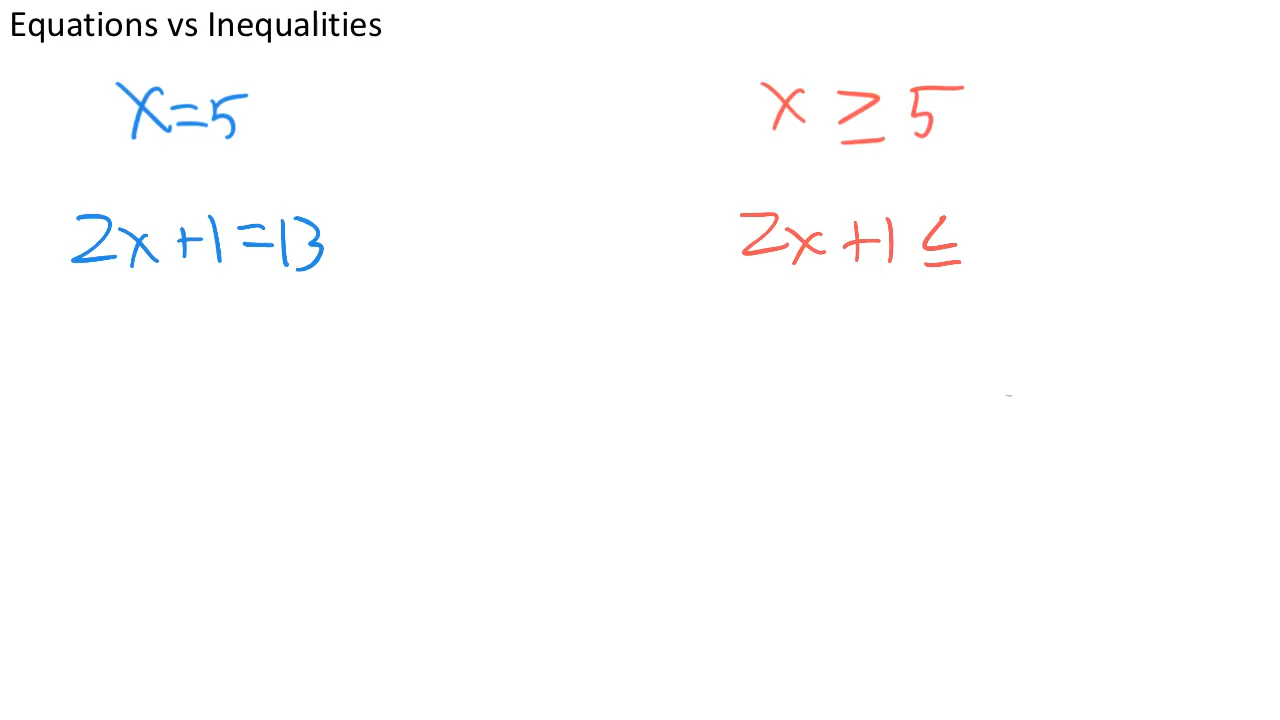 Equations vs Inequalities
x=5
x ≥ 5
2x+1=13
2x+1 ≤